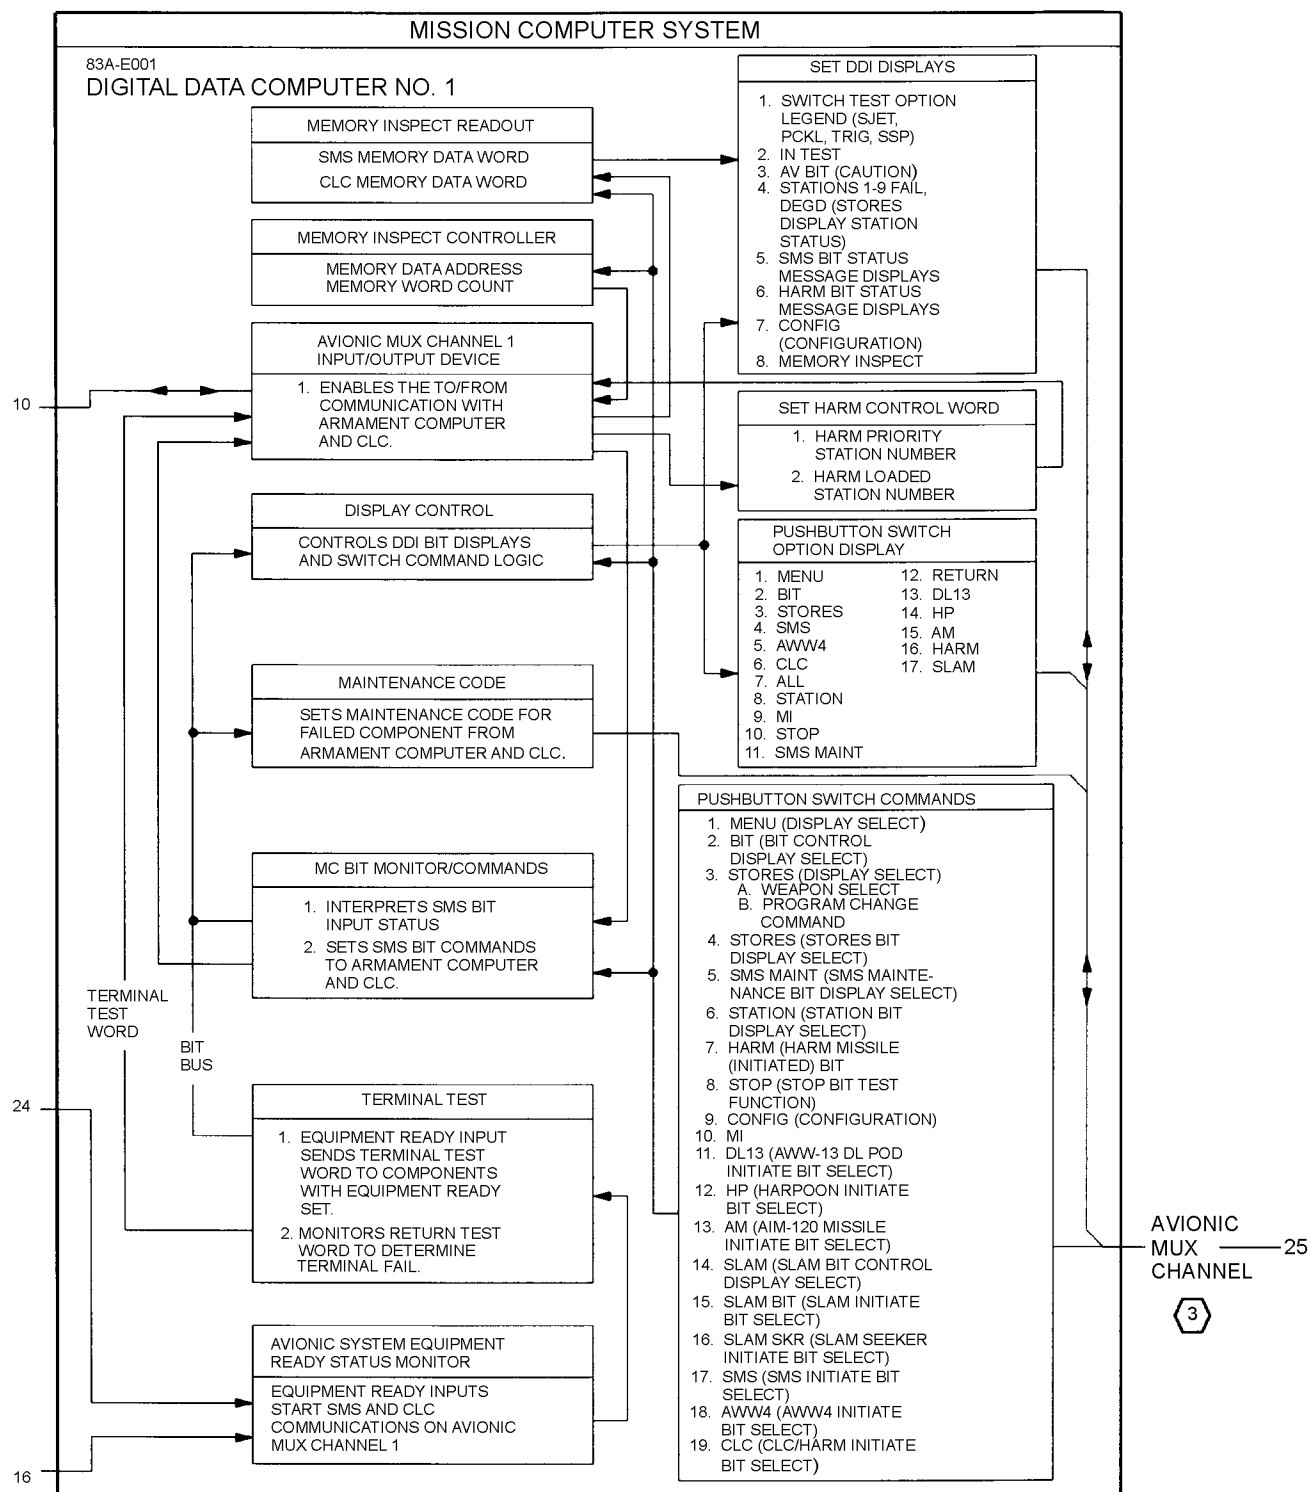 MISSION COMPUTER SYSTEM
83A-E001
DIGITAL DATA COMPUTER NO. 1
MEMORY INSPECT READOUT
SMS MEMORY DATA WORD
CLC MEMORY DATA WORD
MEMORY INSPECT CONTROLLER
MEMORY DATA ADDRESS
MEMORY WORD COUNT
AVIONIC MUX CHANNEL 1
INPUT/OUTPUT DEVICE
1. ENABLES THE TO/FROM
COMMUNICATION WITH
ARMAMENT COMPUTER
AND CLC.
10
DISPLAY CONTROL
CONTROLS DDI BIT DISPLAYS
AND SWITCH COMMAND LOGIC
MAINTENANCE CODE
SETS MAINTENANCE CODE FOR
FAILED COMPONENT FROM
ARMAMENT COMPUTER AND CLC.
MC BIT MONITOR/COMMANDS
1. INTERPRETS SMS BIT
INPUT STATUS
2. SETS SMS BIT COMMANDS
TO ARMAMENT COMPUTER
AND CLC.
TERMINAL
TEST
WORD
BIT
BUS
24
TERMINAL TEST
1. EQUIPMENT READY INPUT
SENDS TERMINAL TEST
WORD TO COMPONENTS
WITH EQUIPMENT READY
SET.
2. MONITORS RETURN TEST
WORD TO DETERMINE
TERMINAL FAIL.
AVIONIC SYSTEM EQUIPMENT
READY STATUS MONITOR
EQUIPMENT READY INPUTS
START SMS AND CLC
COMMUNICATIONS ON AVIONIC
MUX CHANNEL 1
16
SET DDI DISPLAYS
1. SWITCH TEST OPTION
LEGEND (SJET,
PCKL, TRIG, SSP)
2. IN TEST
3. AV BIT (CAUTION)
4. STATIONS 1-9 FAIL,
DEGD (STORES
DISPLAY STATION
STATUS)
5. SMS BIT STATUS
MESSAGE DISPLAYS
6. HARM BIT STATUS
MESSAGE DISPLAYS
7. CONFIG
(CONFIGURATION)
8. MEMORY INSPECT
SET HARM CONTROL WORD
1. HARM PRIORITY
STATION NUMBER
2. HARM LOADED
STATION NUMBER
PUSHBUTTON SWITCH
OPTION DISPLAY
1. MENU
2. BIT
3. STORES
4. SMS
5. AWW4
6. CLC
7. ALL
8. STATION
9. MI
10. STOP
11. SMS MAINT
12. RETURN
13. DL13
14. HP
15. AM
16. HARM
17. SLAM
PUSHBUTTON SWITCH COMMANDS
1. MENU (DISPLAY SELECT)
2. BIT (BIT CONTROL
DISPLAY SELECT)
3. STORES (DISPLAY SELECT)
A. WEAPON SELECT
B. PROGRAM CHANGE
COMMAND
4. STORES (STORES BIT
DISPLAY SELECT)
5. SMS MAINT (SMS MAINTE-
NANCE BIT DISPLAY SELECT)
6. STATION (STATION BIT
DISPLAY SELECT)
7. HARM (HARM MISSILE
(INITIATED) BIT
8. STOP (STOP BIT TEST
FUNCTION)
9. CONFIG (CONFIGURATION)
10. MI
11. DL13 (AWW-13 DL POD
INITIATE BIT SELECT)
12. HP (HARPOON INITIATE
BIT SELECT)
13. AM (AIM-120 MISSILE
INITIATE BIT SELECT)
14. SLAM (SLAM BIT CONTROL
DISPLAY SELECT)
15. SLAM BIT (SLAM INITIATE
BIT SELECT)
16. SLAM SKR (SLAM SEEKER
INITIATE BIT SELECT)
17. SMS (SMS INITIATE BIT
SELECT)
18. AWW4 (AWW4 INITIATE
BIT SELECT)
19. CLC (CLC/HARM INITIATE
BIT SELECT)
AVIONIC
MUX
CHANNEL
25
3